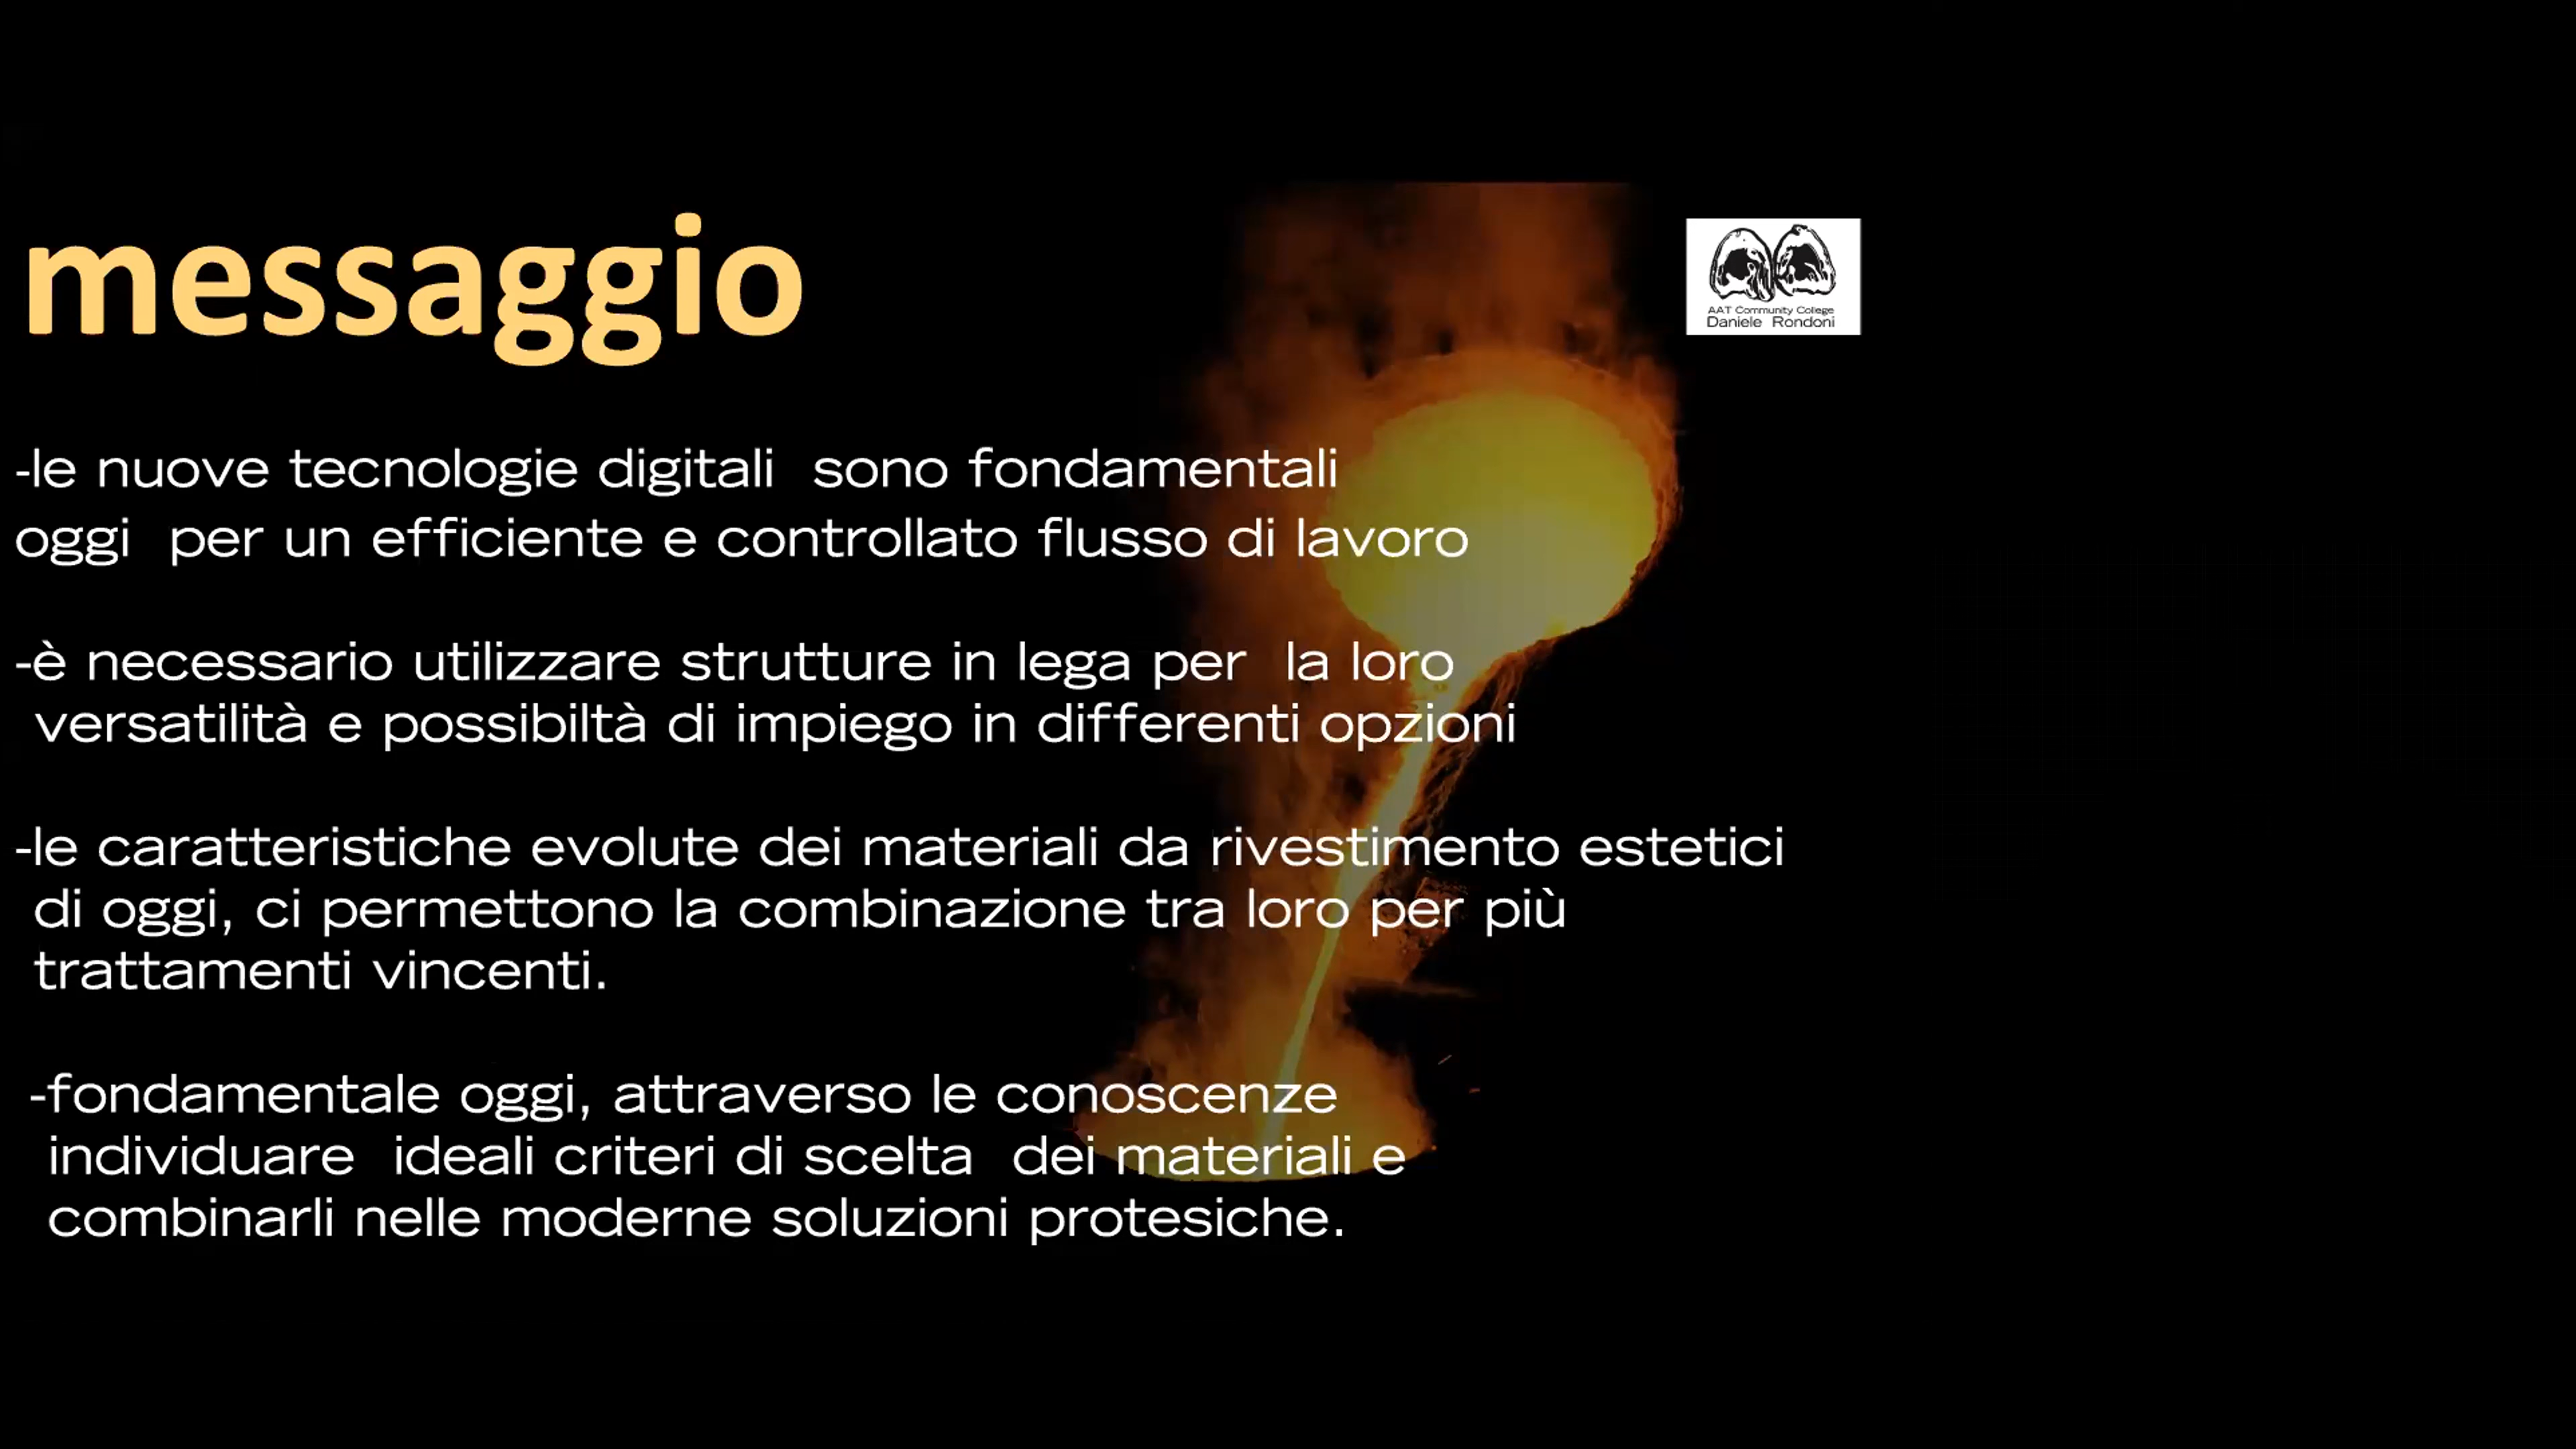 messaggio
AAT Community College
Daniele Rondoni
-le nuove tecnologie digitali  sono fondamentali
oggi  per un efficiente e controllato flusso di lavoro
-è necessario utilizzare strutture in lega per  la loro
versatilità e possibiltà di impiego in differenti opzioni
-le caratteristiche evolute dei materiali da rivestimento estetici
di oggi, ci permettono la combinazione tra loro per più
trattamenti vincenti.
-fondamentale oggi, attraverso le conoscenze
individuare  ideali criteri di scelta  dei materiali e
combinarli nelle moderne soluzioni protesiche.